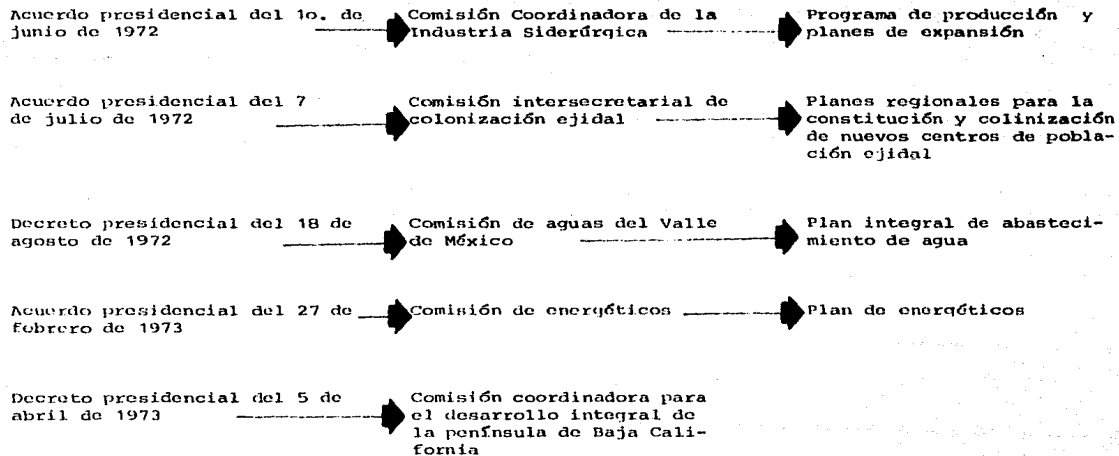 Acuerdo presidencial del 1o. de
junio de 1972
Comisión Coordinadora de la
Industria Siderúrgica
Programa de producción y
planes de expansión
Acuerdo presidencial del 7
de julio de 1972
Comisión intersecretarial de
colonización ejidal
Planes regionales para la
constitución y colinización
de nuevos centros de pobla-
ción ejidal
Decreto presidencial del 18 de
agosto de 1972
Comisión de aguas del Valle
de México
Plan integral de abasteci-
miento de agua
Acuerdo presidencial del 27 de
febrero de 1973
Comisión de energéticos
Plan de energéticos
Decreto presidencial del 5 de
abril de 1973
Comisión coordinadora para
el desarrollo integral de
la península de Baja Cali-
fornia